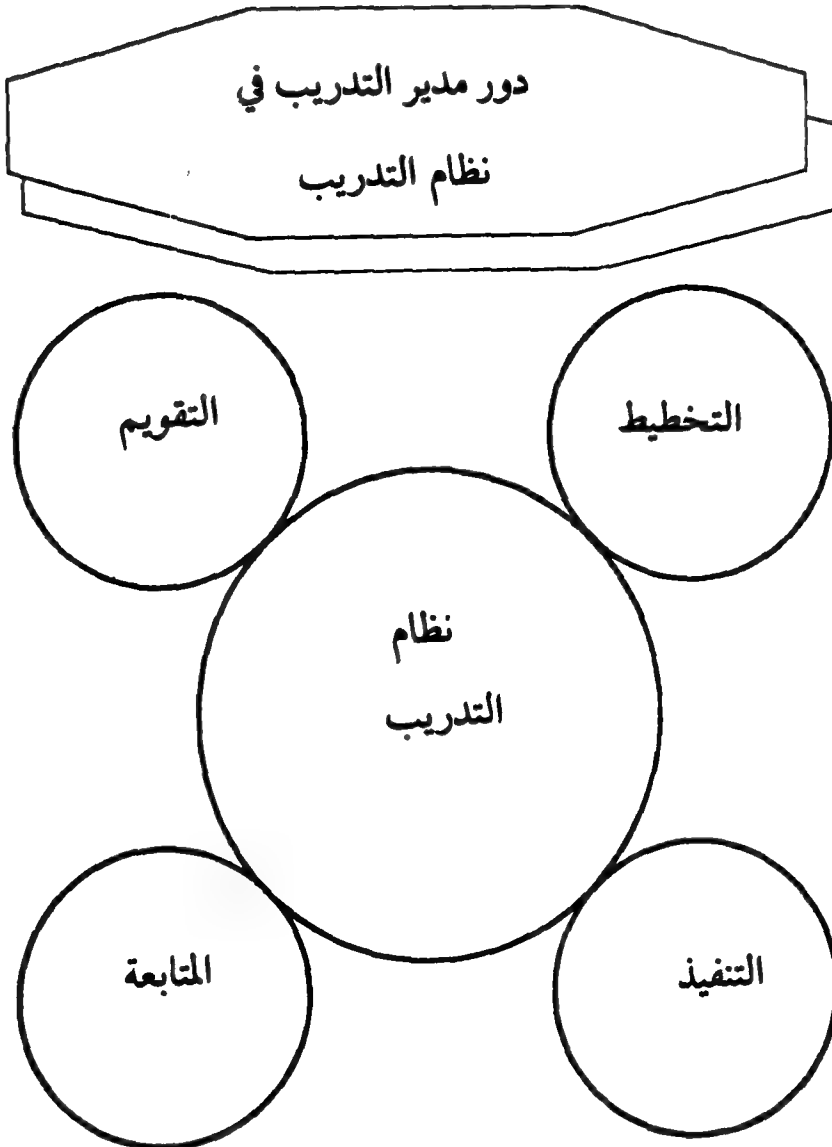 دور مدير التدريب في
نظام التدريب
التخطيط
التقويم
نظام
التدريب
التنفيذ
المتابعة